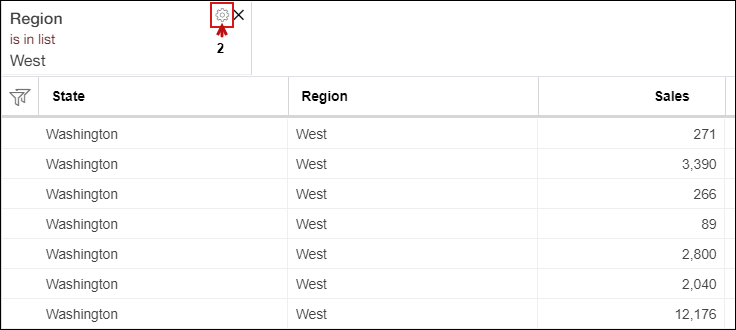 Region
is in list
2
West
State Region Sales
Washington West 271
Washington West 3,390
Washington West 266
Washington West 89
Washington West 2,800
Washington West 2,040
Washington West 12,176